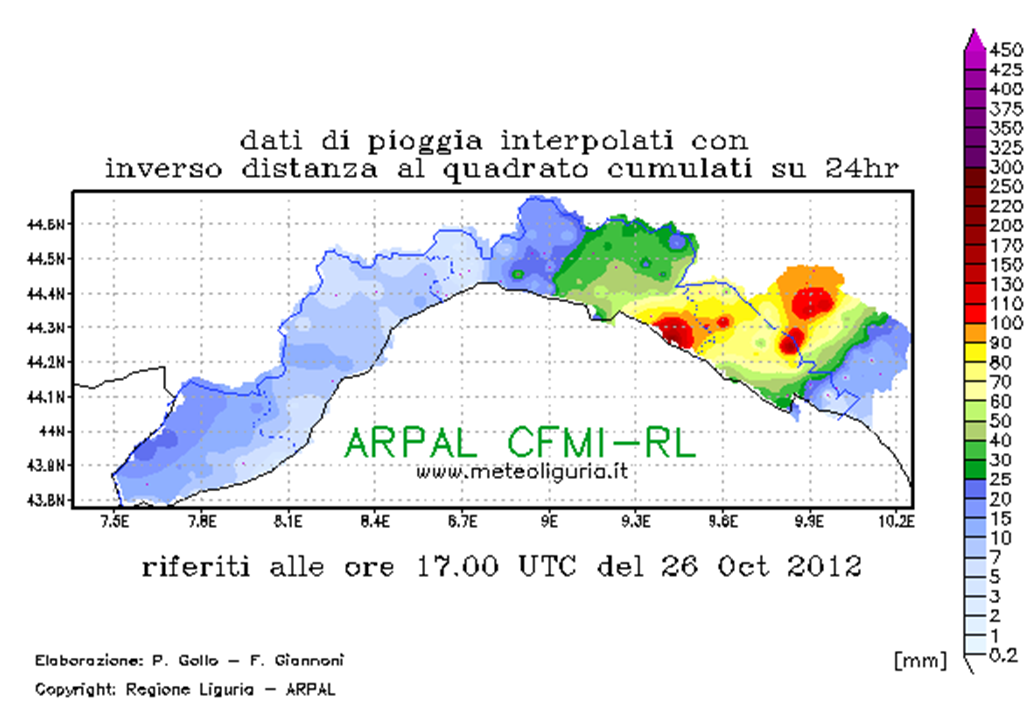 dati di pioggia interpolati con
inverso distanza al quadrato cumulati su 24hr
450
425
400
375
350
325
300
250
220
200
170
150
130
110
100
90
80
70
60
50
40
30
25
20
15
10
7
5
3
2
1
0.2
[mm]
44.6N
44.5N
44.4N
44.3N
44.2N
44.1N
44N
43.9N
43.8N
ARPAL CFMI-RL
www.meteoliguria.it
7.5E 7.8E 8.1E 8.4E 8.7E 9E 9.3E 9.6E 9.9E 10.2E
riferiti alle ore 17.00 UTC del 26 Oct 2012
Elaborazione: P. Gollo - F. Giannoni
Copyright: Regione Liguria - ARPAL